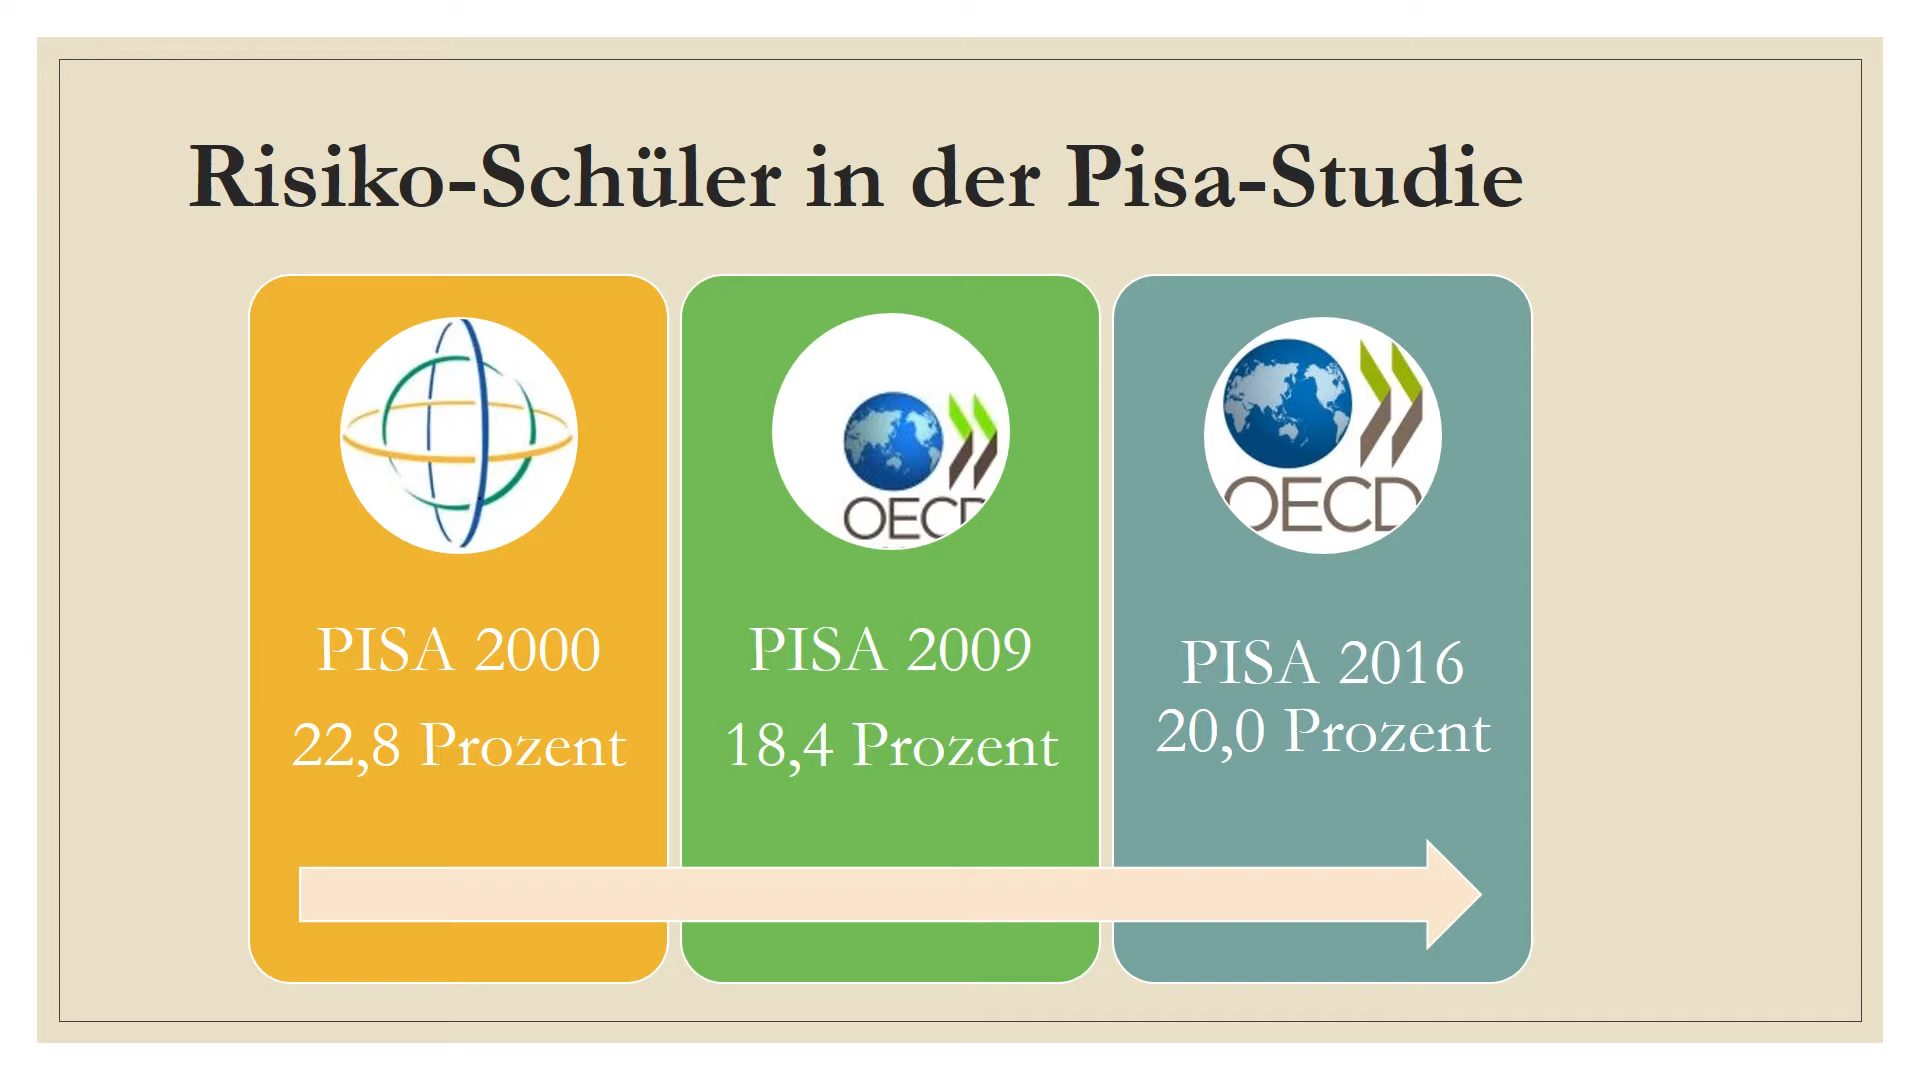 Risiko-Schüler in der Pisa-Studie
OECD
OECD
PISA 2000
22,8 Prozent
PISA 2009
18,4 Prozent
PISA 2016
20,0 Prozent